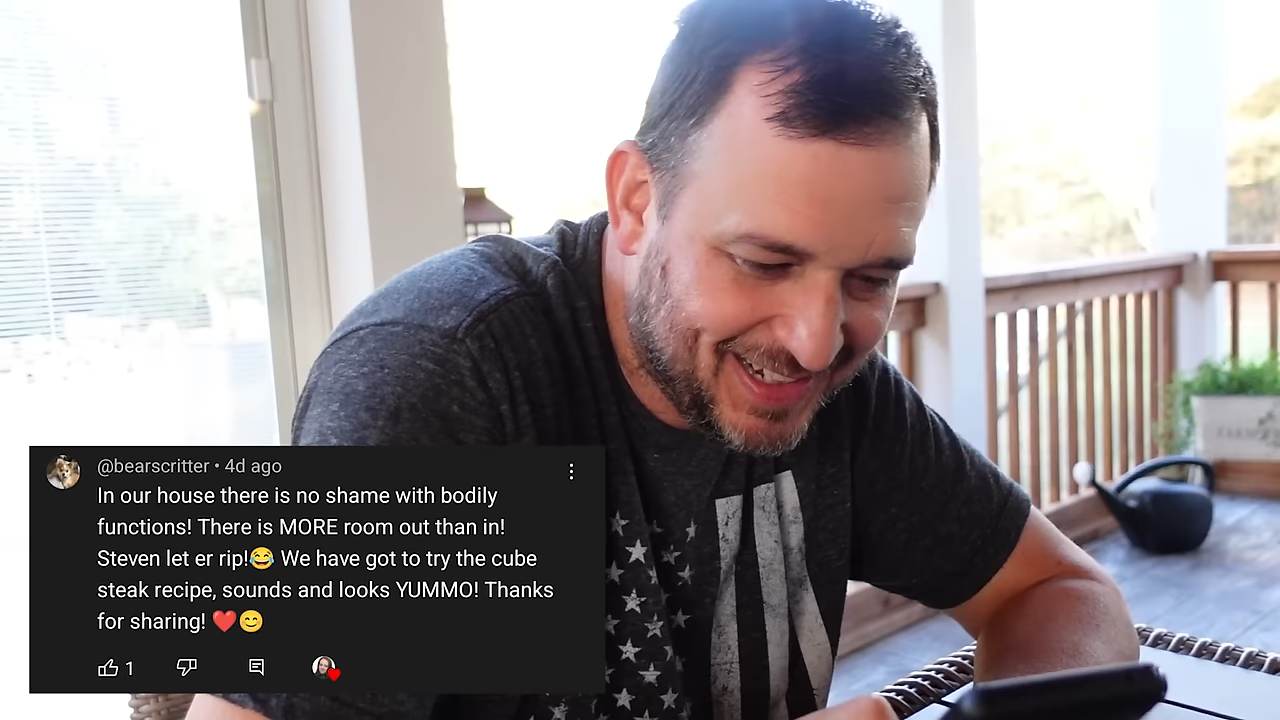 @bearscritter • 4d ago
In our house there is no shame with bodily
functions! There is MORE room out than in!
Steven let er rip!😂 We have got to try the cube
steak recipe, sounds and looks YUMMO! Thanks
for sharing! ❤️😊
1